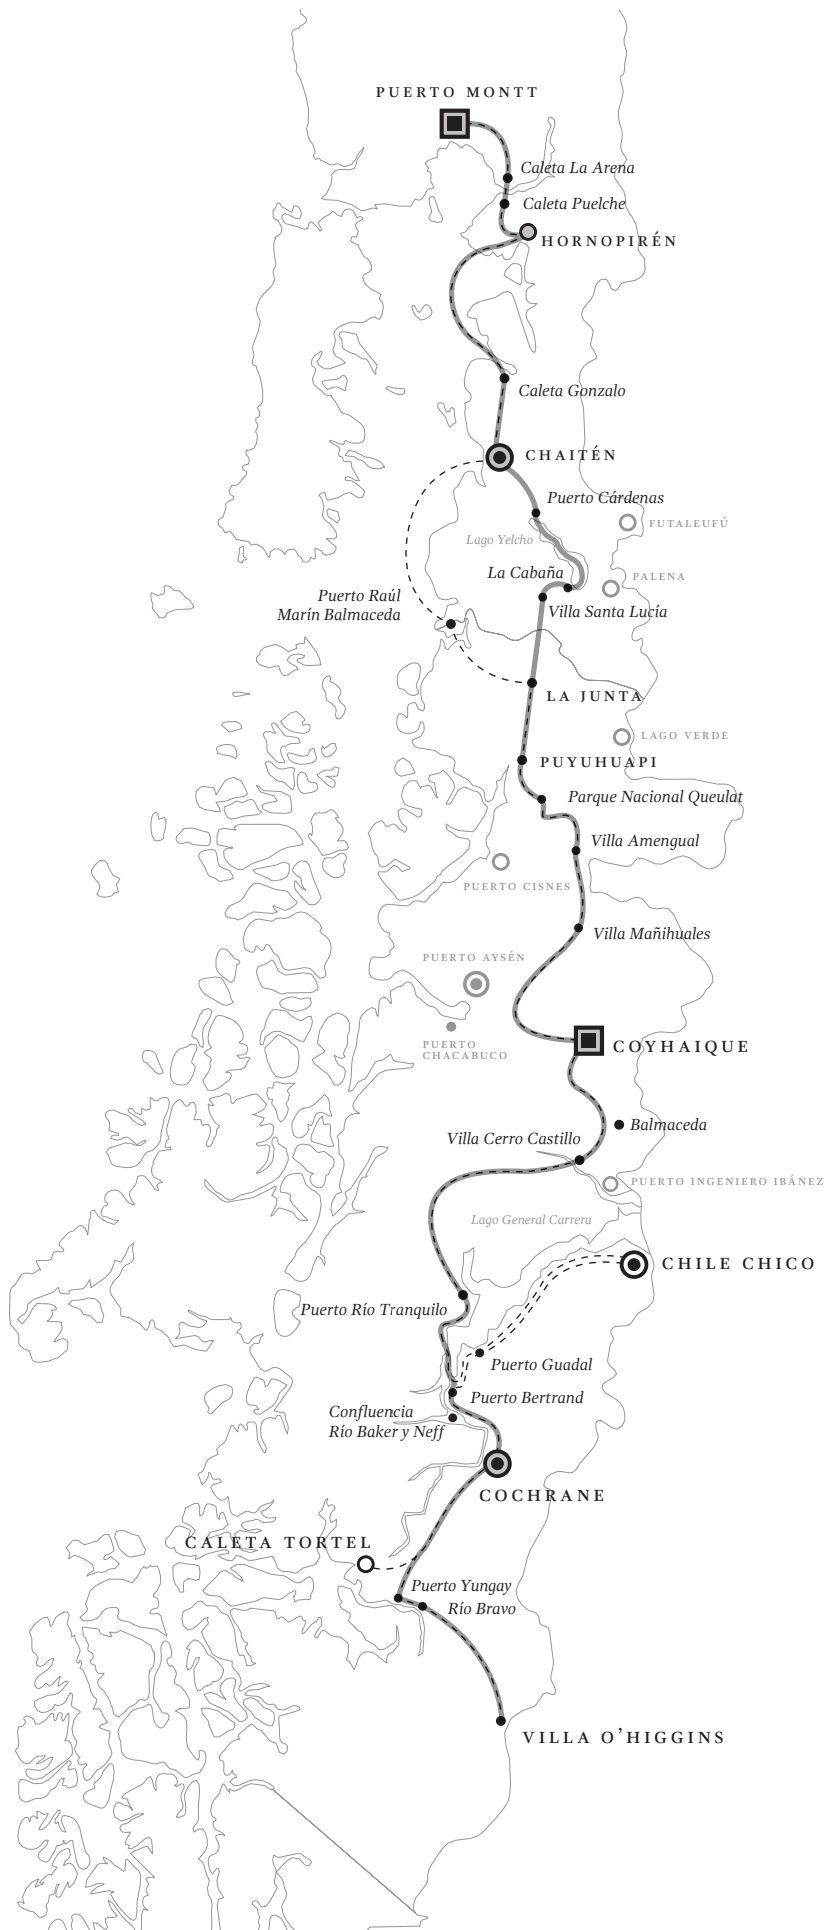 PUERTO MONTT
Caleta La Arena
Caleta Puelche
HORNOPIRÉN
Caleta Gonzalo
CHAITÉN
Puerto Cárdenas
FUTALEUFÚ
Lago Yelcho
La Cabaña
PALENA
Puerto Raúl
Marín Balmaceda
Villa Santa Lucía
LA JUNTA
LAGO VERDE
PUYUHUAPI
Parque Nacional Queulat
Villa Amengual
PUERTO CISNES
Villa Mañihuales
PUERTO AYSÉN
PUERTO
CHACABUCO
COYHAIQUE
Balmaceda
Villa Cerro Castillo
PUERTO INGENIERO IBÁNEZ
Lago General Carrera
CHILE CHICO
Puerto Río Tranquilo
Puerto Guadal
Puerto Bertrand
Confluencia
Río Baker y Neff
COCHRANE
CALETA TORTEL
Puerto Yungay
Río Bravo
VILLA O'HIGGINS